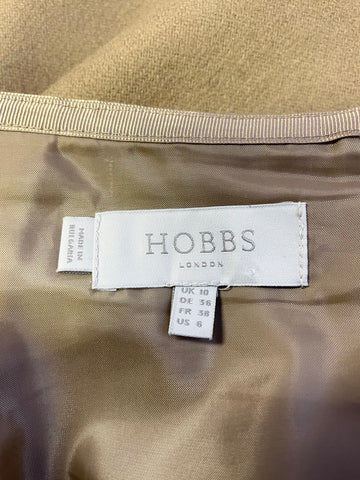 HOBBS
LONDON
MADE IN
BULGARIA
UK 10
DE 36
FR 38
US 6